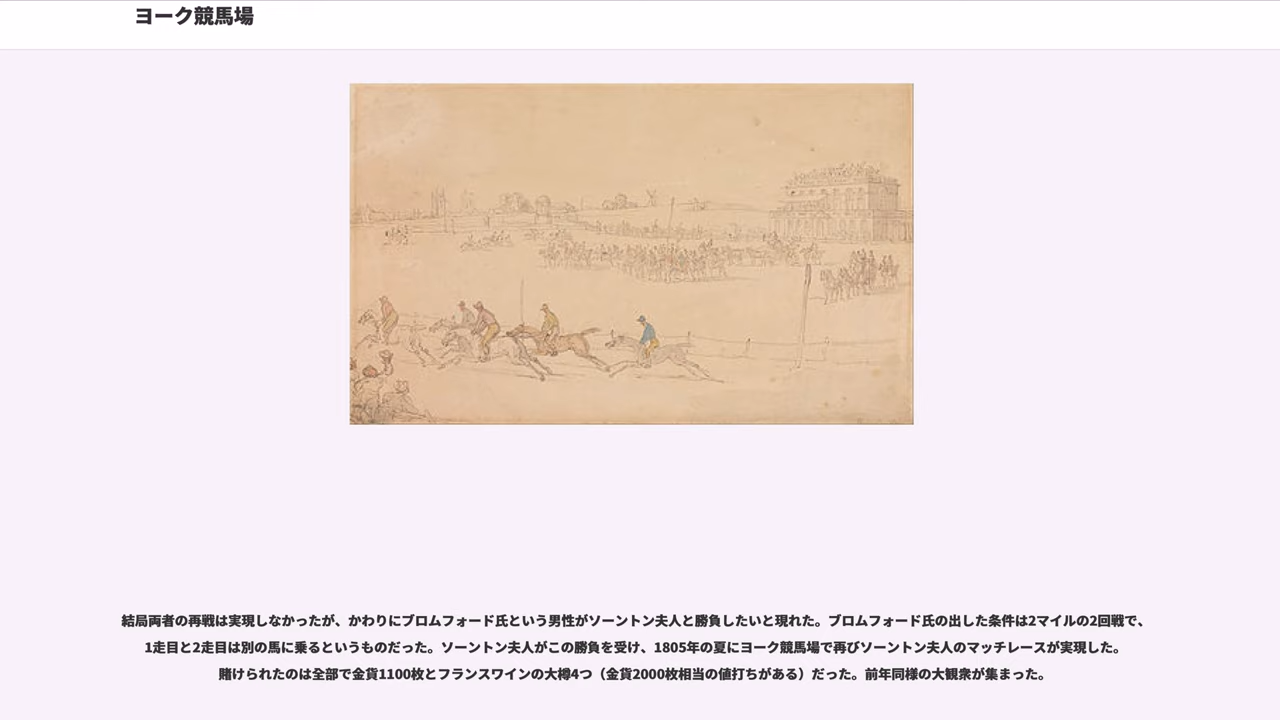 ヨーク競馬場
結局両者の再戦は実現しなかったが、かわりにブロムフォード氏という男性がソーントン夫人と勝負したいと現れた。ブロムフォード氏の出した条件は2マイルの2回戦で、
1走目と2走目は別の馬に乗るというものだった。ソーントン夫人がこの勝負を受け、1805年の夏にヨーク競馬場で再びソーントン夫人のマッチレースが実現した。
賭けられたのは全部で金貨1100枚とフランスワインの大樽4つ（金貨2000枚相当の値打ちがある）だった。前年同様の大観衆が集まった。